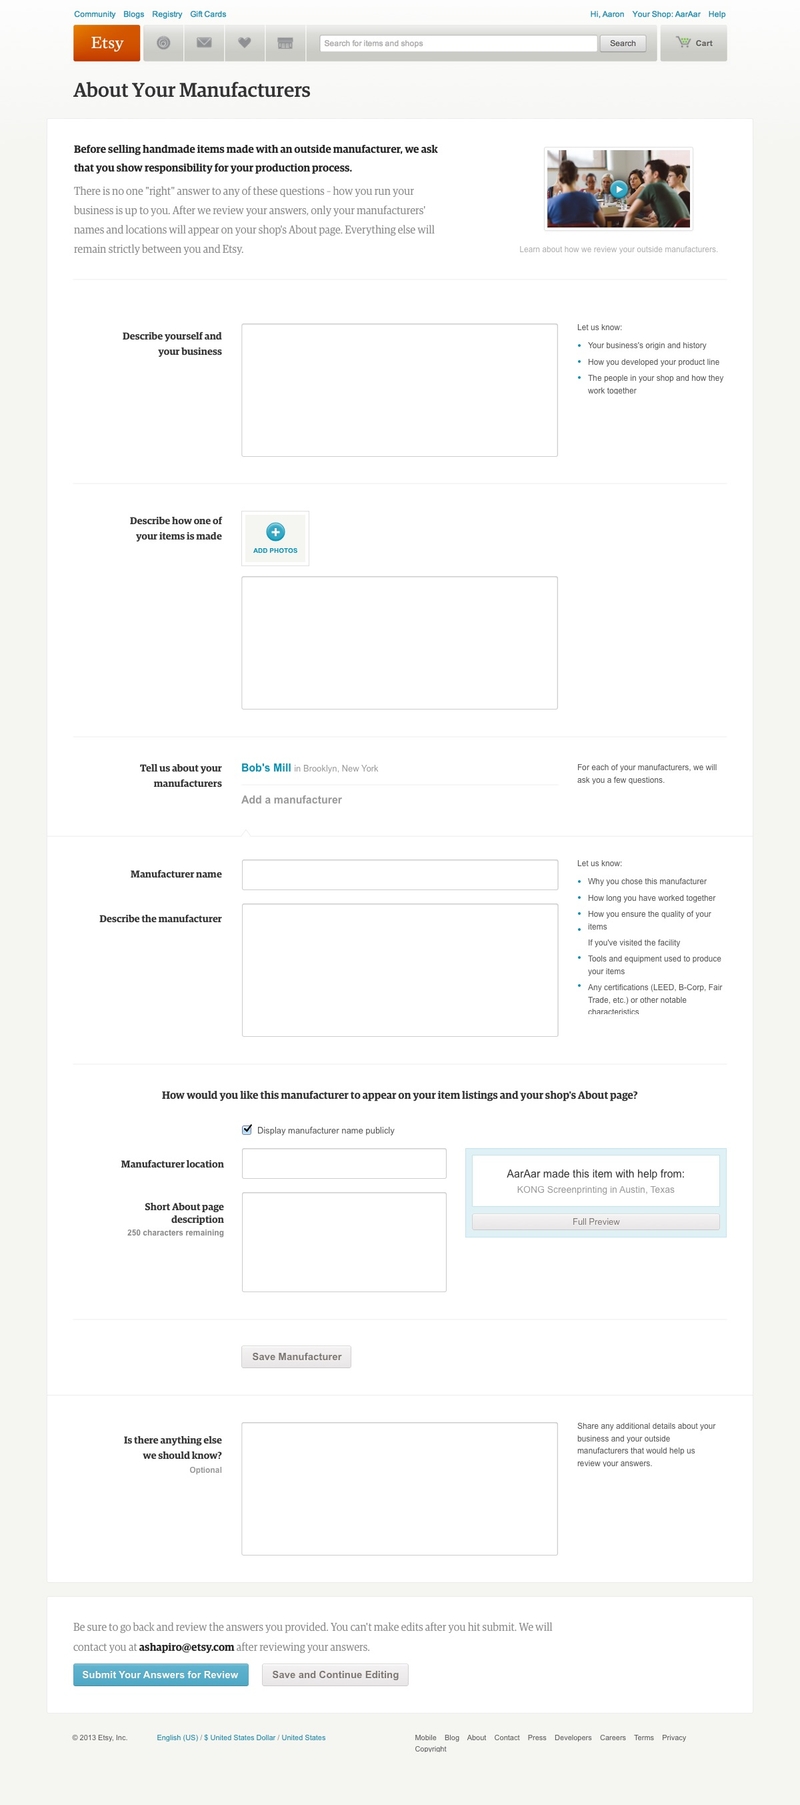 Community Blogs Registry Gift Cards
Hi, Aaron Your Shop: AarAar Help
Etsy
Search for items and shops
Search
Cart
About Your Manufacturers
Before selling handmade items made with an outside manufacturer, we ask
that you show responsibility for your production process.
There is no one "right" answer to any of these questions – how you run your
business is up to you. After we review your answers, only your manufacturers'
names and locations will appear on your shop's About page. Everything else will
remain strictly between you and Etsy.
Learn about how we review your outside manufacturers.
Describe yourself and
your business
Let us know:
• Your business's origin and history
• How you developed your product line
• The people in your shop and how they
work together
Describe how one of
your items is made
ADD PHOTOS
Tell us about your
manufacturers
Bob's Mill in Brooklyn, New York
Add a manufacturer
For each of your manufacturers, we will
ask you a few questions.
Manufacturer name
Describe the manufacturer
Let us know:
• Why you chose this manufacturer
• How long you have worked together
• How you ensure the quality of your
• items
If you've visited the facility
• Tools and equipment used to produce
your items
• Any certifications (LEED, B-Corp, Fair
Trade, etc.) or other notable
characteristics
How would you like this manufacturer to appear on your item listings and your shop's About page?
Display manufacturer name publicly
Manufacturer location
Short About page
description
250 characters remaining
AarAar made this item with help from:
KONG Screenprinting in Austin, Texas
Full Preview
Save Manufacturer
Is there anything else
we should know?
Optional
Share any additional details about your
business and your outside
manufacturers that would help us
review your answers.
Be sure to go back and review the answers you provided. You can't make edits after you hit submit. We will
contact you at ashapiro@etsy.com after reviewing your answers.
Submit Your Answers for Review
Save and Continue Editing
© 2013 Etsy, Inc.
English (US) / $ United States Dollar / United States
Mobile Blog About Contact Press Developers Careers Terms Privacy
Copyright